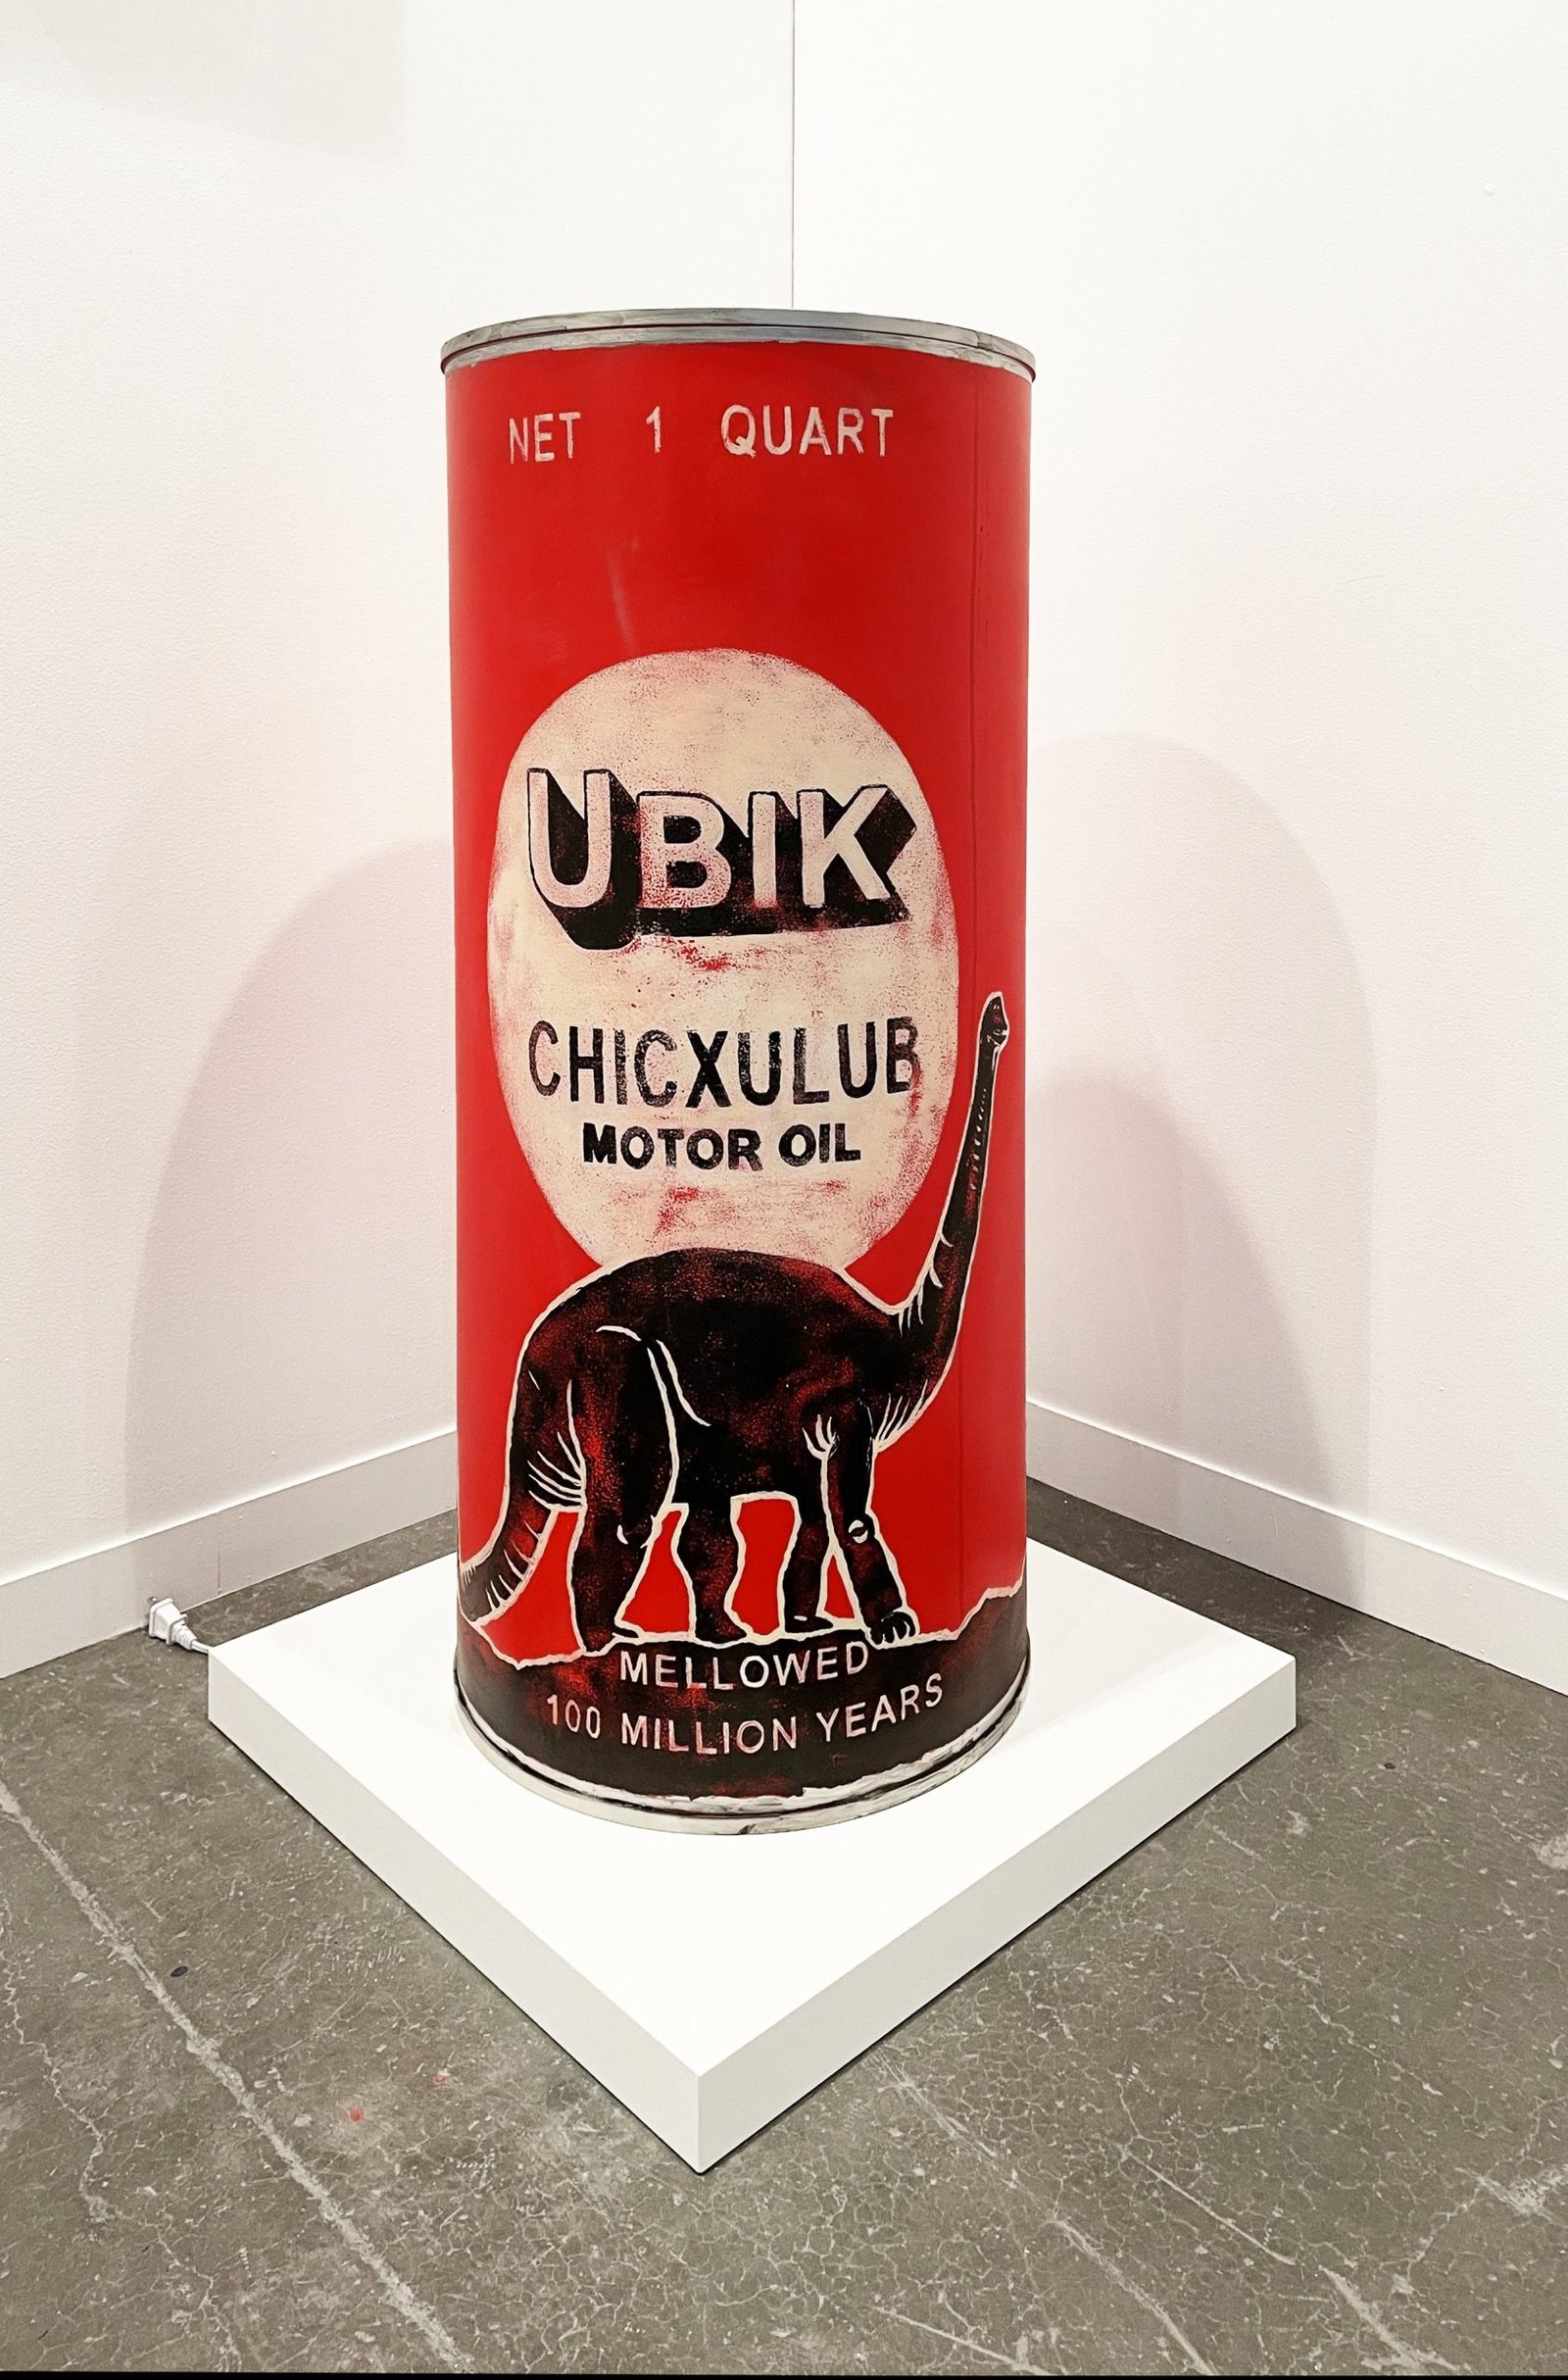 NET 1 QUART
UBIK
CHICXULUB
MOTOR OIL
MELLOWED
100 MILLION YEARS